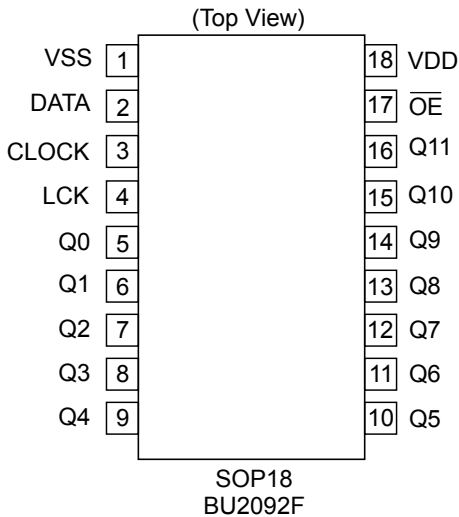 (Top View)
VSS 1 18 VDD
DATA 2 17 O̅E̅
CLOCK 3 16 Q11
LCK 4 15 Q10
Q0 5 14 Q9
Q1 6 13 Q8
Q2 7 12 Q7
Q3 8 11 Q6
Q4 9 10 Q5
SOP18
BU2092F